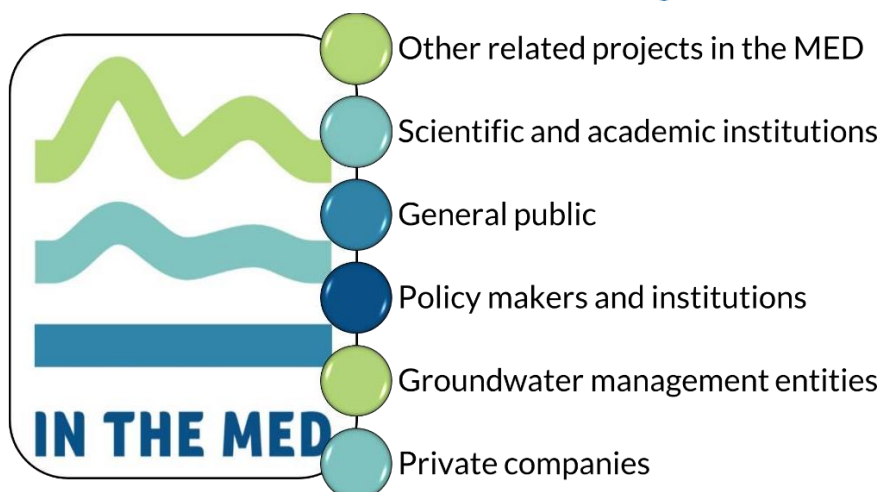 Other related projects in the MED
Scientific and academic institutions
General public
Policy makers and institutions
Groundwater management entities
IN THE MED
Private companies